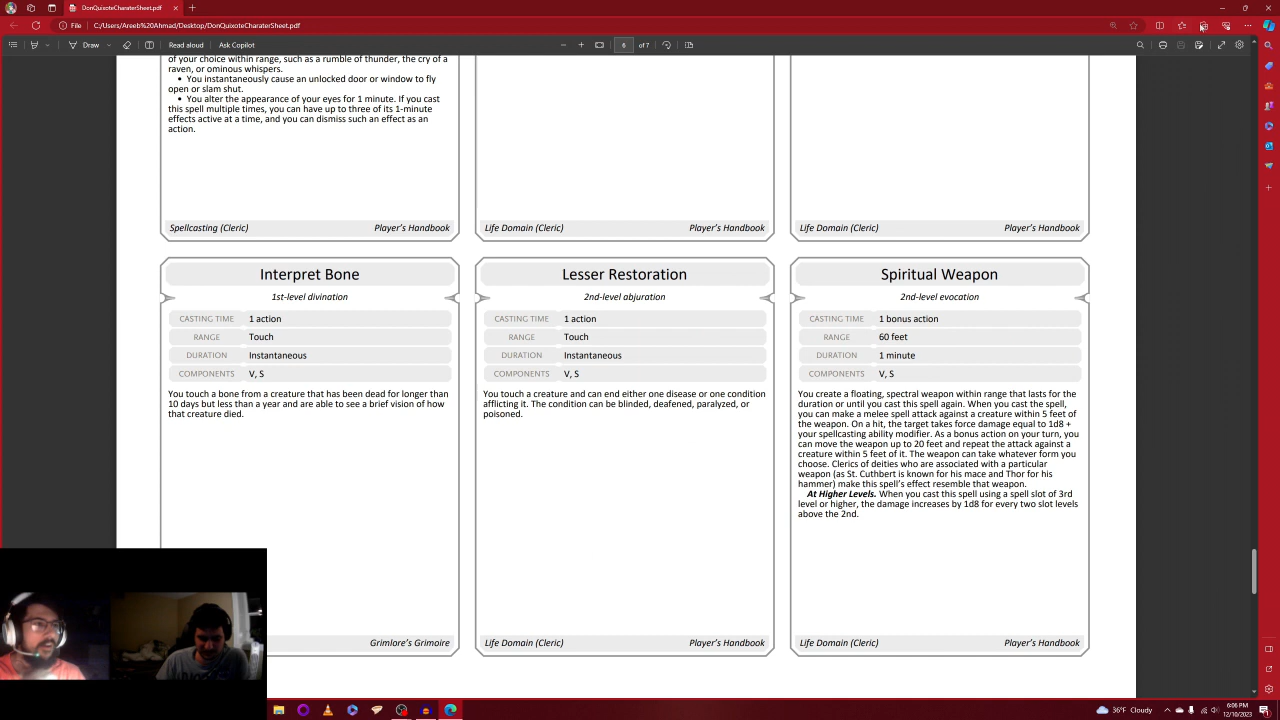 DonQuixoteCharaterSheet.pdf
File
C:/Users/Areeb%20Ahmad/Desktop/DonQuixoteCharaterSheet.pdf
Draw
Read aloud
Ask Copilot
6
of 7
of your choice within range, such as a rumble of thunder, the cry of a
raven, or ominous whispers.
• You instantaneously cause an unlocked door or window to fly
open or slam shut.
• You alter the appearance of your eyes for 1 minute. If you cast
this spell multiple times, you can have up to three of its 1-minute
effects active at a time, and you can dismiss such an effect as an
action.
Spellcasting (Cleric)
Player's Handbook
Life Domain (Cleric)
Player's Handbook
Life Domain (Cleric)
Player's Handbook
Interpret Bone
1st-level divination
CASTING TIME 1 action
RANGE Touch
DURATION Instantaneous
COMPONENTS V, S
You touch a bone from a creature that has been dead for longer than
10 days but less than a year and are able to see a brief vision of how
that creature died.
Grimlore's Grimoire
Lesser Restoration
2nd-level abjuration
CASTING TIME 1 action
RANGE Touch
DURATION Instantaneous
COMPONENTS V, S
You touch a creature and can end either one disease or one condition
afflicting it. The condition can be blinded, deafened, paralyzed, or
poisoned.
Life Domain (Cleric)
Player's Handbook
Spiritual Weapon
2nd-level evocation
CASTING TIME 1 bonus action
RANGE 60 feet
DURATION 1 minute
COMPONENTS V, S
You create a floating, spectral weapon within range that lasts for the
duration or until you cast this spell again. When you cast the spell,
you can make a melee spell attack against a creature within 5 feet of
the weapon. On a hit, the target takes force damage equal to 1d8 +
your spellcasting ability modifier. As a bonus action on your turn, you
can move the weapon up to 20 feet and repeat the attack against a
creature within 5 feet of it. The weapon can take whatever form you
choose. Clerics of deities who are associated with a particular
weapon (as St. Cuthbert is known for his mace and Thor for his
hammer) make this spell's effect resemble that weapon.
At Higher Levels. When you cast this spell using a spell slot of 3rd
level or higher, the damage increases by 1d8 for every two slot levels
above the 2nd.
Life Domain (Cleric)
Player's Handbook
36°F Cloudy
6:06 PM
12/10/2023